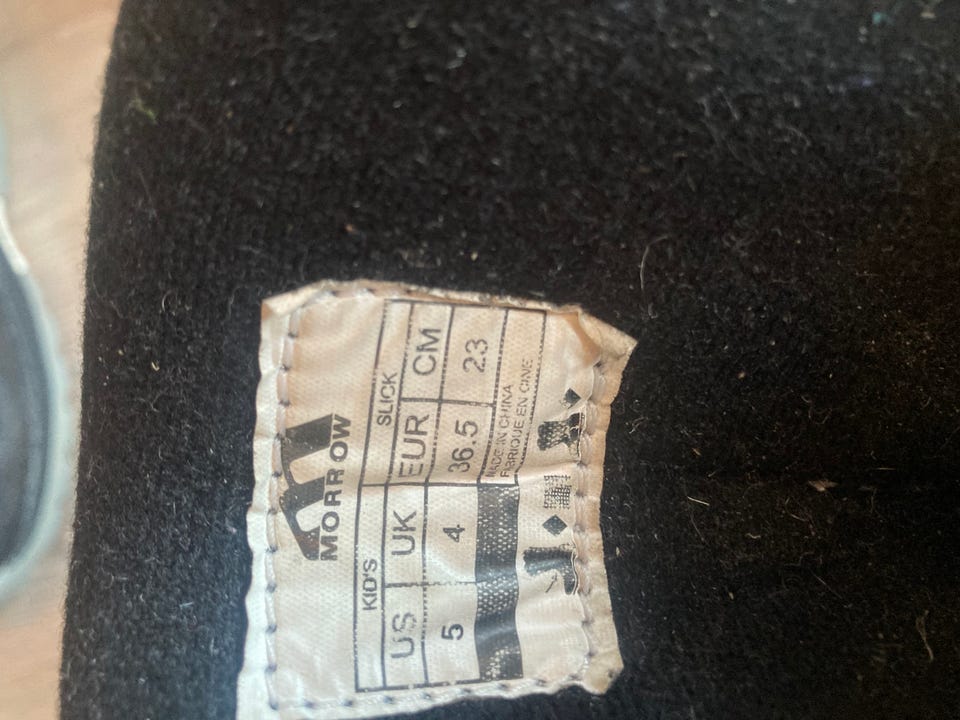 MORROW
KID'S SLICK
US UK EUR CM
5 4 36.5 23
MADE IN CHINA
FABRIQUE EN CINE